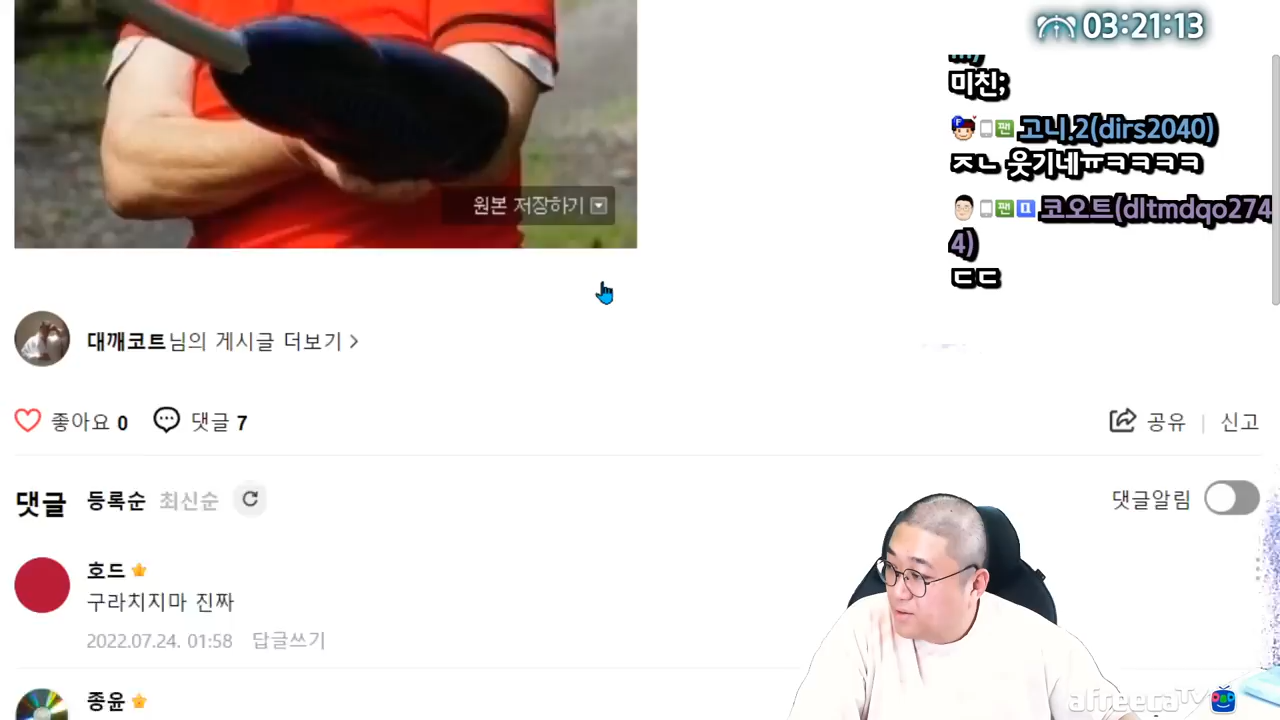 03:21:13
미친;
고니.2(dirs2040)
ㅈㄴ 웃기네ㅠㅋㅋㅋㅋ
코오트(dltmdqo274
4)
ㄷㄷ
원본 저장하기
대깨코트님의 게시글 더보기 >
좋아요 0 댓글 7
공유 | 신고
댓글 등록순 최신순
댓글알림
호드
구라치지마 진짜
2022.07.24. 01:58 답글쓰기
종윤
afreecaTV